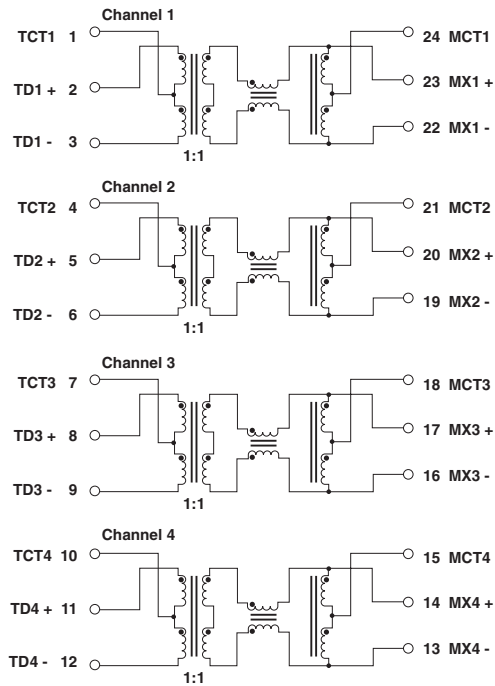 Channel 1
TCT1 1
24 MCT1
TD1 + 2
23 MX1 +
TD1 - 3
22 MX1 -
1:1
Channel 2
TCT2 4
21 MCT2
TD2 + 5
20 MX2 +
TD2 - 6
19 MX2 -
1:1
Channel 3
TCT3 7
18 MCT3
TD3 + 8
17 MX3 +
TD3 - 9
16 MX3 -
1:1
Channel 4
TCT4 10
15 MCT4
TD4 + 11
14 MX4 +
TD4 - 12
13 MX4 -
1:1